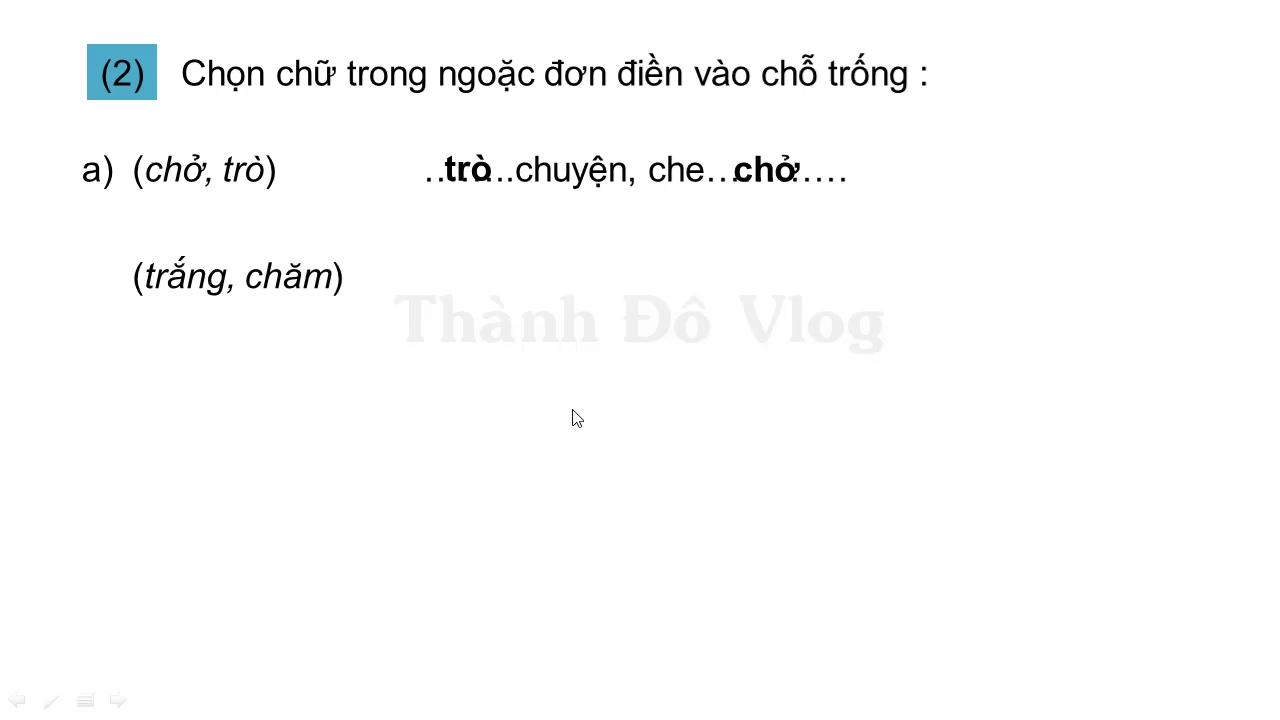 (2) Chọn chữ trong ngoặc đơn điền vào chỗ trống :
a) (chở, trò) ..trò..chuyện, che...chở....
(trắng, chăm)
Thành Đô Vlog